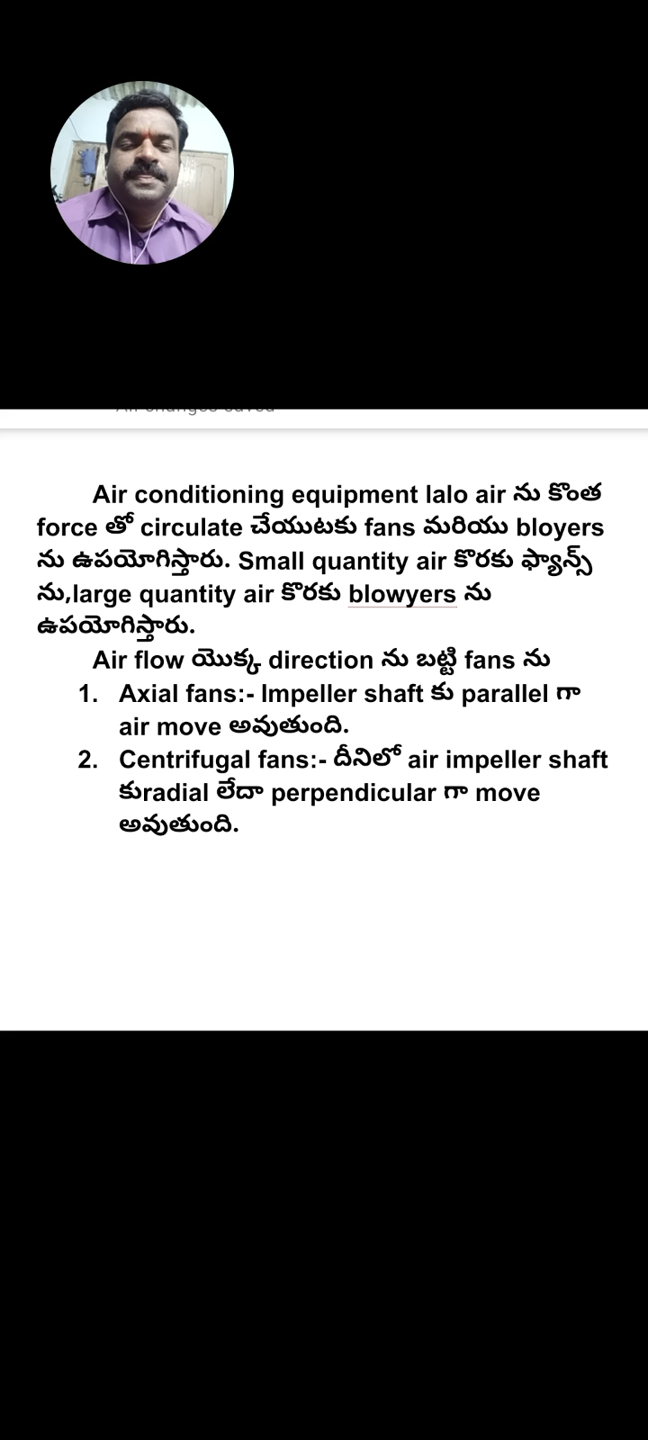 Air conditioning equipment lalo air ను కొంత
force తో circulate చేయుటకు fans మరియు bloyers
ను ఉపయోగిస్తారు. Small quantity air కొరకు ఫ్యాన్స్
ను,large quantity air కొరకు blowyers ను
ఉపయోగిస్తారు.
Air flow యొక్క direction ను బట్టి fans ను
1. Axial fans:- Impeller shaft కు parallel గా
air move అవుతుంది.
2. Centrifugal fans:- దీనిలో air impeller shaft
కుradial లేదా perpendicular గా move
అవుతుంది.